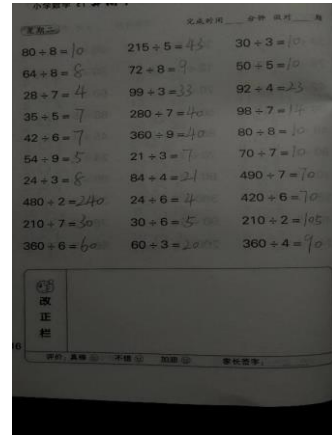 完成时间 分钟 做对 题
星期二
80÷8=10 215÷5=43 30÷3=10
64÷8=8 72÷8=9 50÷5=10
28÷7=4 99÷3=33 92÷4=23
35÷5=7 280÷7=40 98÷7=14
42÷6=7 360÷9=40 80÷8=10
54÷9=5 21÷3=7 70÷7=10
24÷3=8 84÷4=21 490÷7=70
480÷2=240 24÷6=4 420÷6=70
210÷7=30 30÷6=5 210÷2=105
360÷6=60 60÷3=20 360÷4=90
改
正
栏
6
评价：真棒 不错 加油 家长签字：